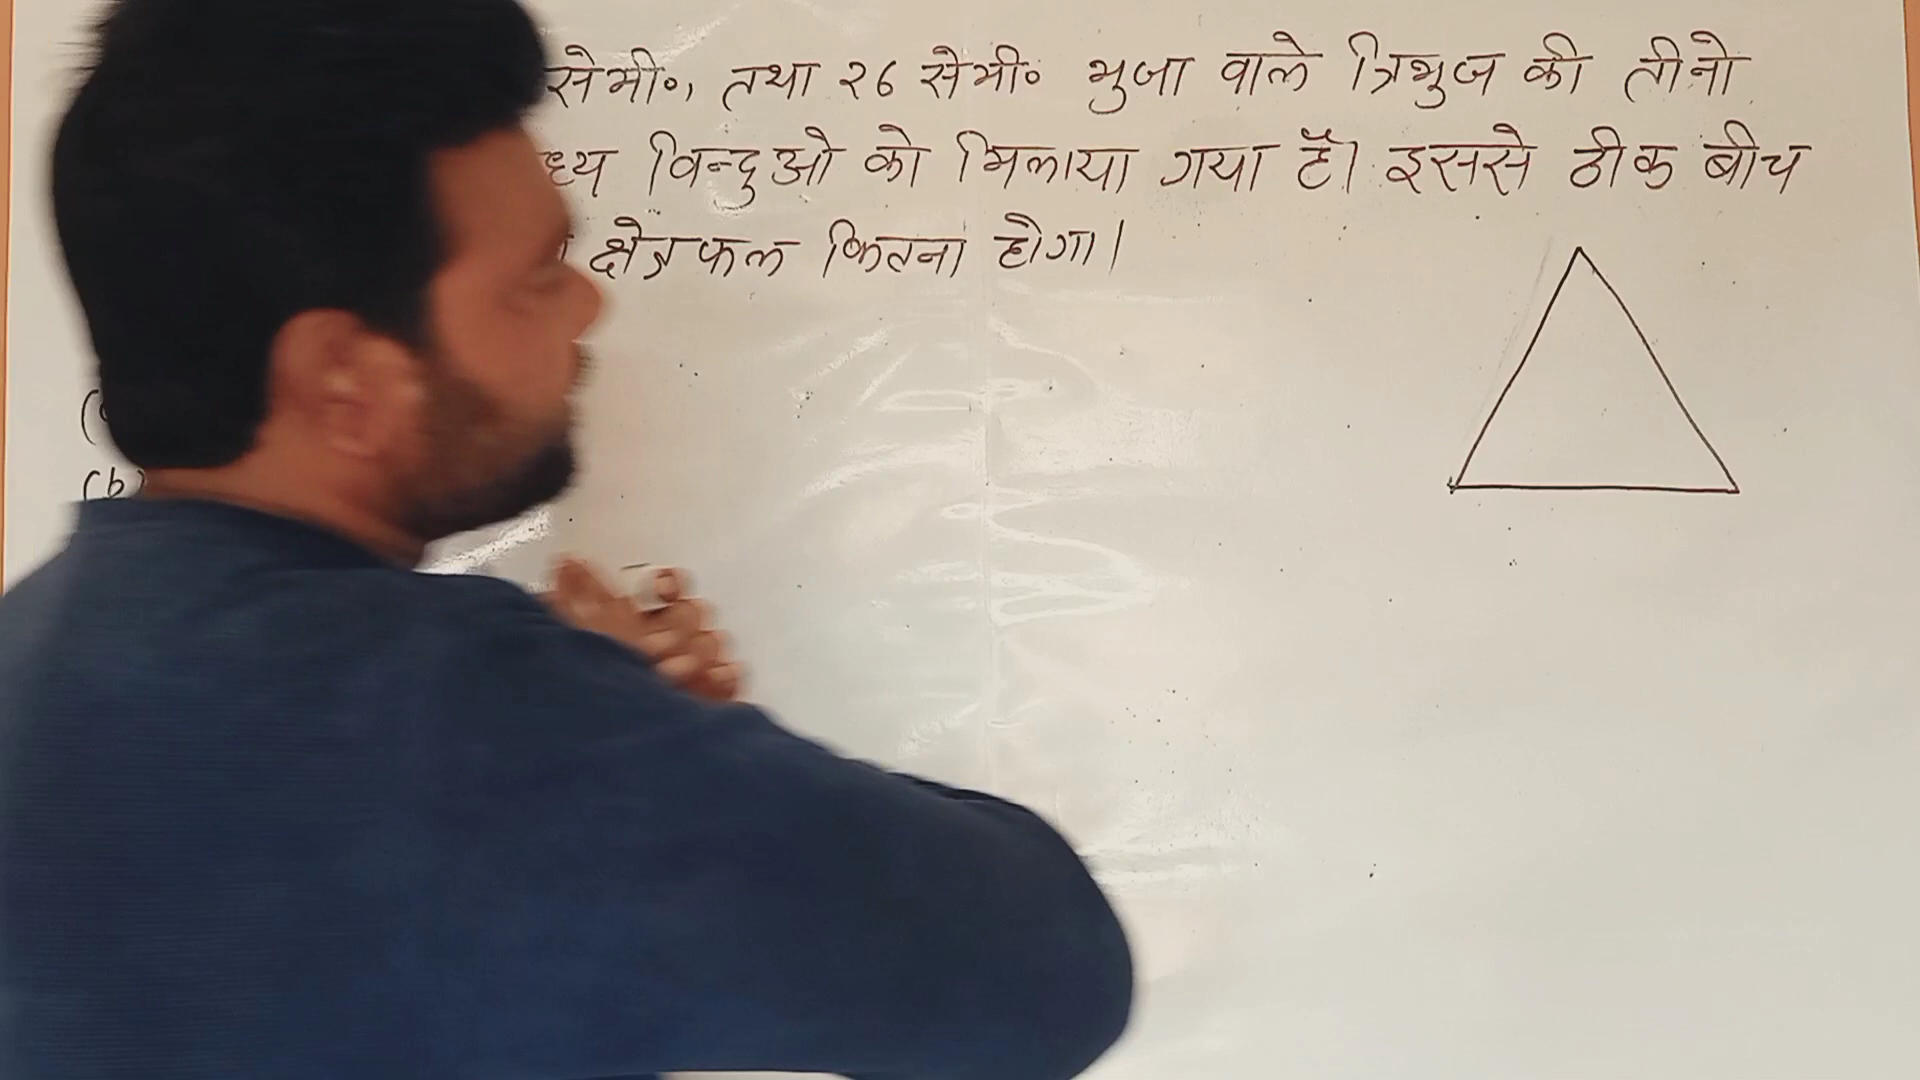 सेमी०, तथा २६ सेमी० भुजा वाले त्रिभुज की तीनो
विन्दुओ को मिलाया गया है। इससे ठीक बीच
क्षेत्रफल कितना होगा।
(b)